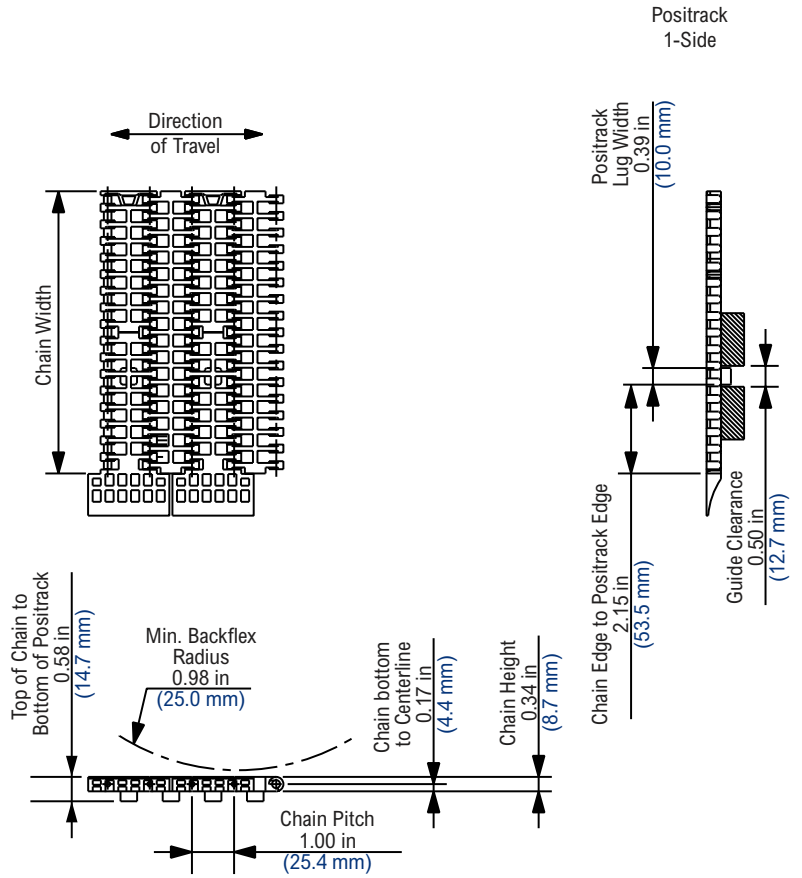 Positrack
1-Side
Direction
of Travel
Positrack
Lug Width
0.39 in
(10.0 mm)
Chain Width
Chain Edge to Positrack Edge
2.15 in
(53.5 mm)
Guide Clearance
0.50 in
(12.7 mm)
Top of Chain to
Bottom of Positrack
0.58 in
(14.7 mm)
Min. Backflex
Radius
0.98 in
(25.0 mm)
Chain bottom
to Centerline
0.17 in
(4.4 mm)
Chain Height
0.34 in
(8.7 mm)
Chain Pitch
1.00 in
(25.4 mm)